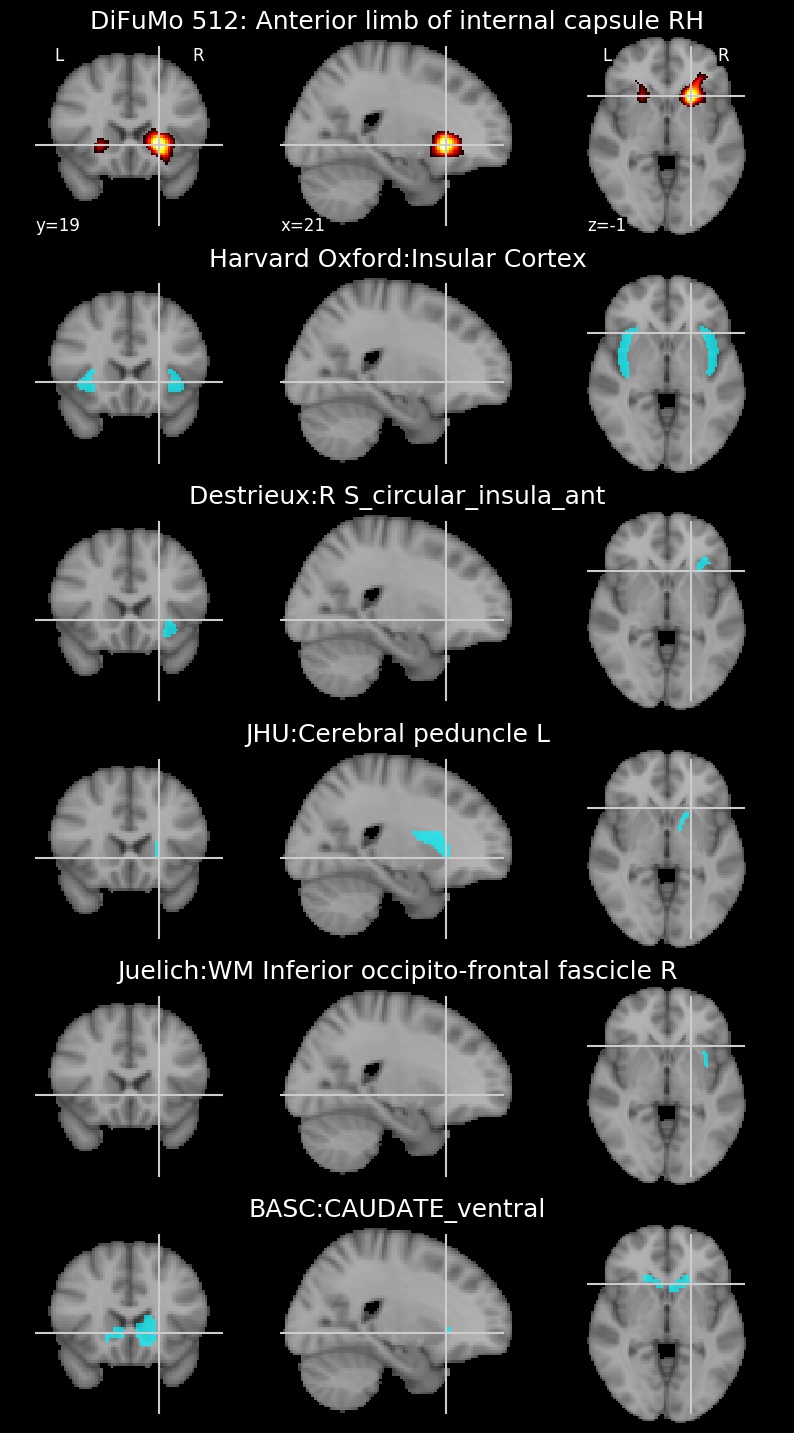 DiFuMo 512: Anterior limb of internal capsule RH
L R L R
y=19 x=21 z=-1
Harvard Oxford:Insular Cortex
Destrieux:R S_circular_insula_ant
JHU:Cerebral peduncle L
Juelich:WM Inferior occipito-frontal fascicle R
BASC:CAUDATE_ventral